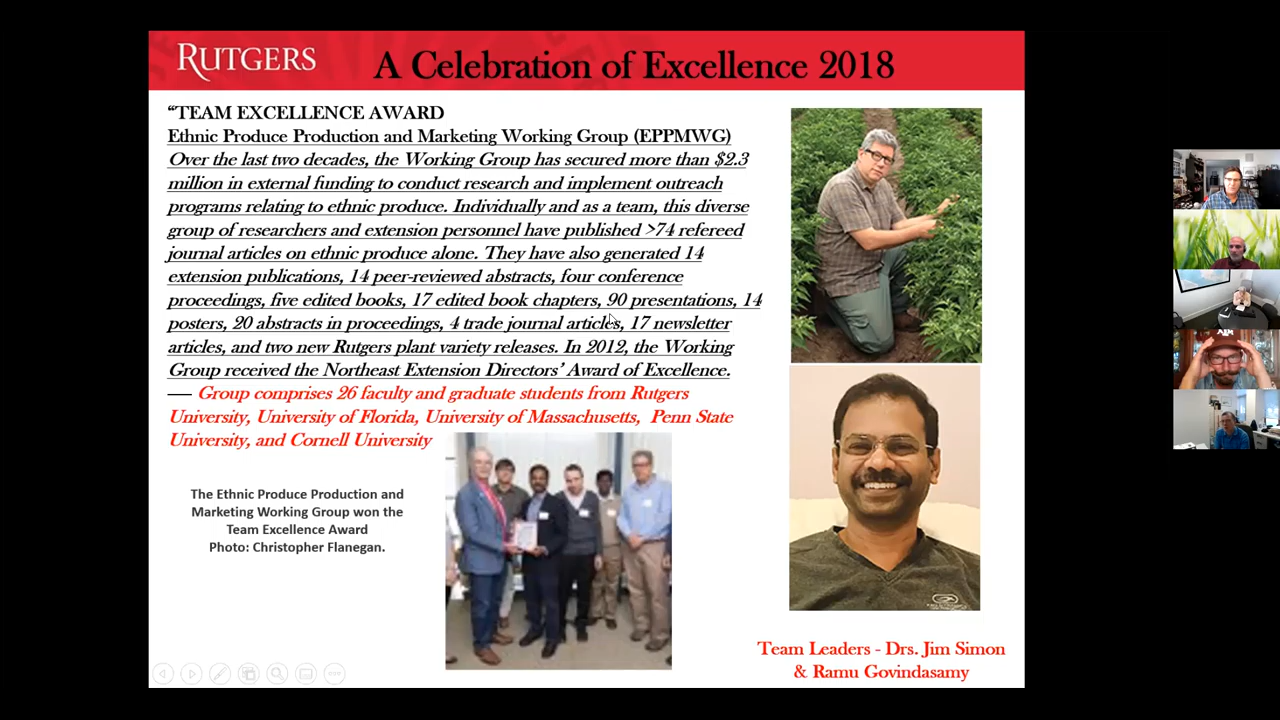 RUTGERS
A Celebration of Excellence 2018
“TEAM EXCELLENCE AWARD
Ethnic Produce Production and Marketing Working Group (EPPMWG)
Over the last two decades, the Working Group has secured more than $2.3
million in external funding to conduct research and implement outreach
programs relating to ethnic produce. Individually and as a team, this diverse
group of researchers and extension personnel have published >74 refereed
journal articles on ethnic produce alone. They have also generated 14
extension publications, 14 peer-reviewed abstracts, four conference
proceedings, five edited books, 17 edited book chapters, 90 presentations, 14
posters, 20 abstracts in proceedings, 4 trade journal articles, 17 newsletter
articles, and two new Rutgers plant variety releases. In 2012, the Working
Group received the Northeast Extension Directors’ Award of Excellence.
— Group comprises 26 faculty and graduate students from Rutgers
University, University of Florida, University of Massachusetts, Penn State
University, and Cornell University
The Ethnic Produce Production and
Marketing Working Group won the
Team Excellence Award
Photo: Christopher Flanegan.
Team Leaders - Drs. Jim Simon
& Ramu Govindasamy